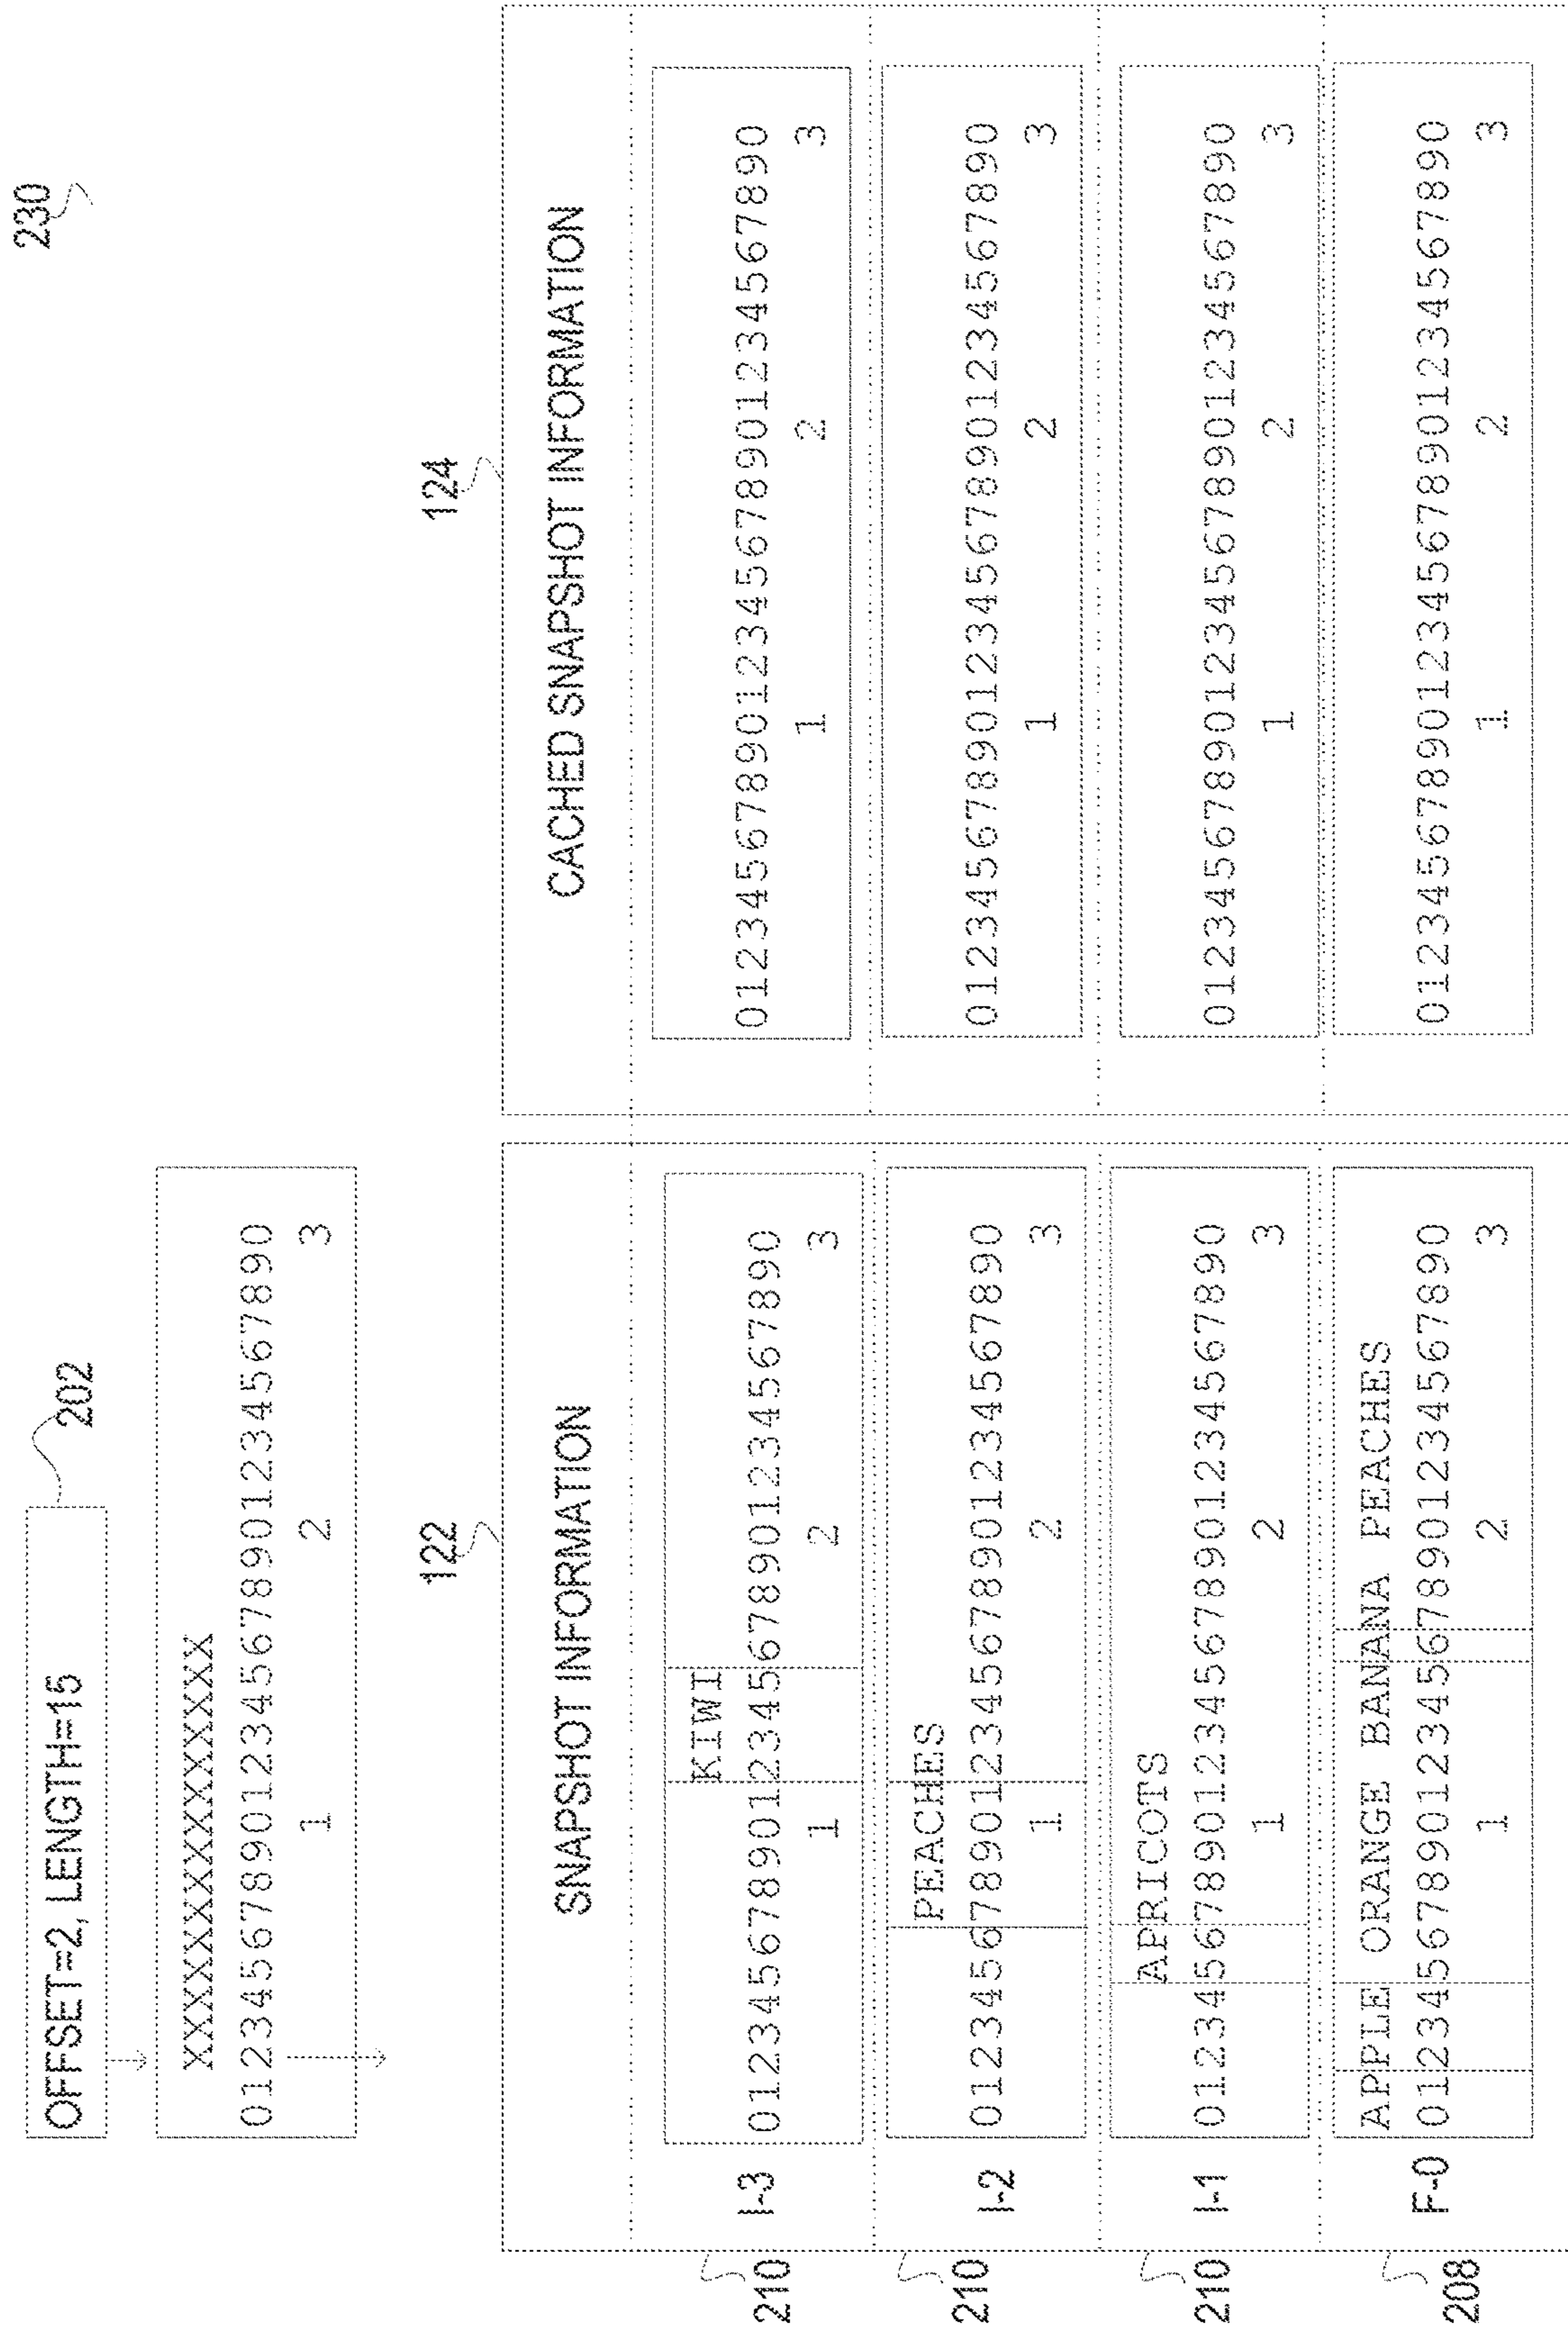 230
OFFSET=2, LENGTH=15
202
XXXXXXXXXXXXXXX
0123456789012345678901234567890
1 2 3
122
124
SNAPSHOT INFORMATION
CACHED SNAPSHOT INFORMATION
210
I-3
KIWI
0123456789012345678901234567890
1 2 3
0123456789012345678901234567890
1 2 3
210
I-2
PEACHES
0123456789012345678901234567890
1 2 3
0123456789012345678901234567890
1 2 3
210
I-1
APRICOTS
0123456789012345678901234567890
1 2 3
0123456789012345678901234567890
1 2 3
208
F-0
APPLE ORANGE BANANA PEACHES
0123456789012345678901234567890
1 2 3
0123456789012345678901234567890
1 2 3